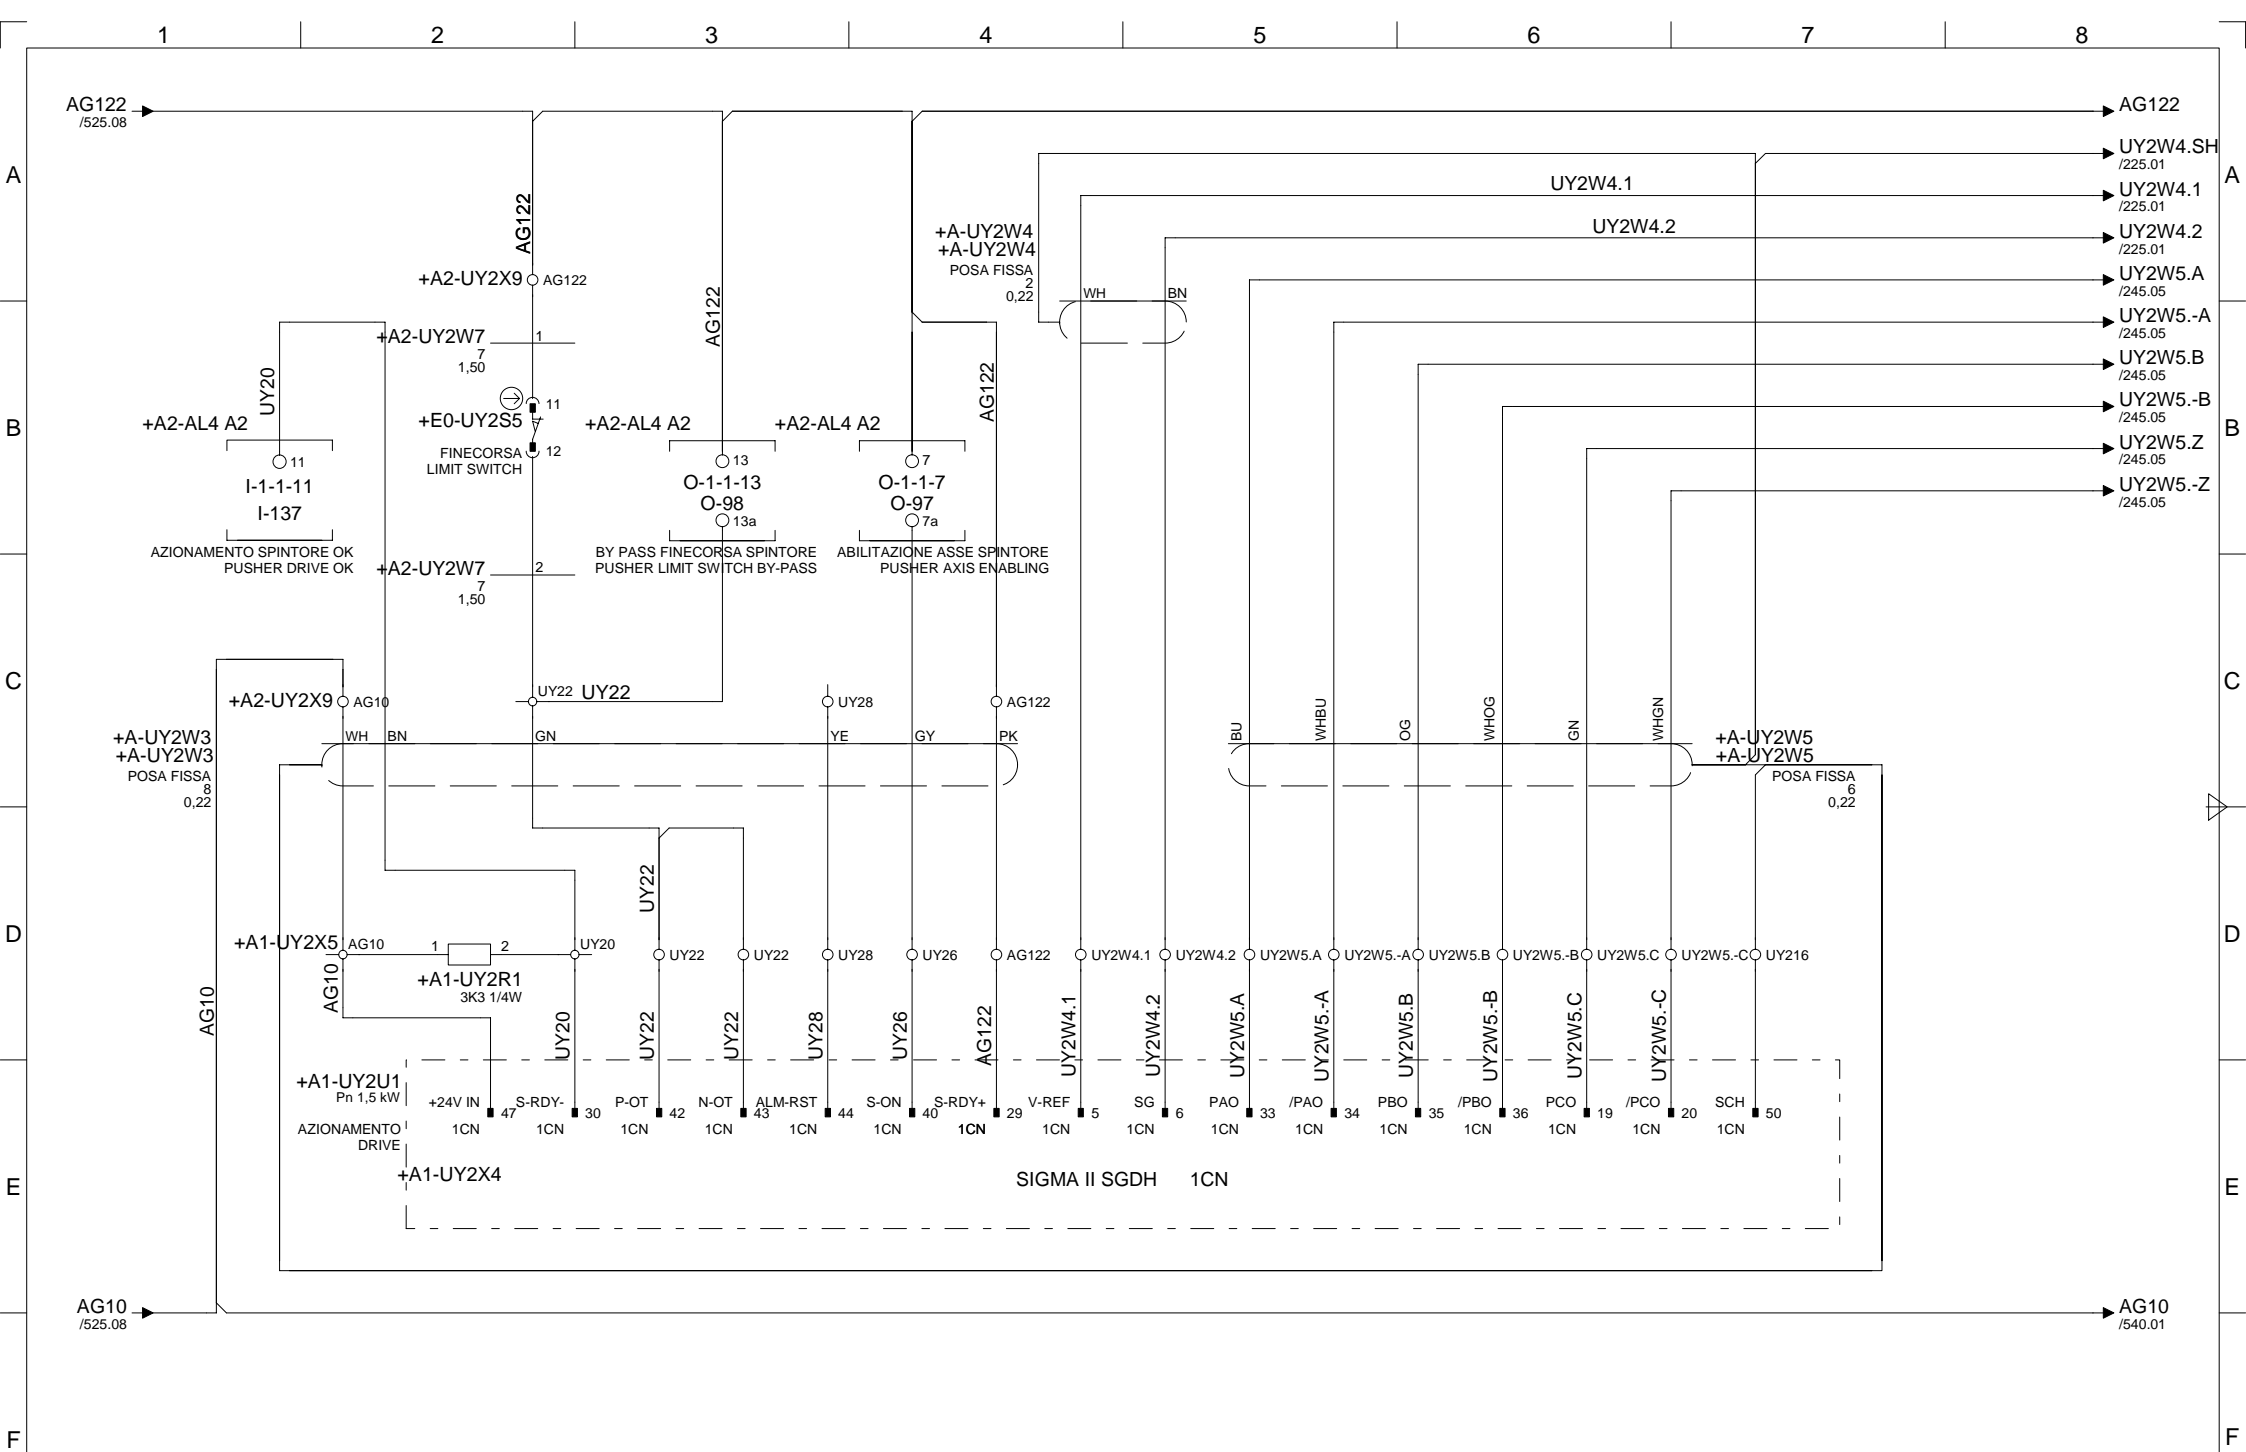 1 2 3 4 5 6 7 8
AG122 AG122
/525.08
UY2W4.SH
/225.01
A A
UY2W4.1 UY2W4.1
/225.01
UY2W4.2 UY2W4.2
/225.01
AG122
+A-UY2W4
+A-UY2W4
POSA FISSA
2
0,22
WH BN
+A2-UY2X9 AG122
UY2W5.A
/245.05
UY2W5.-A
/245.05
UY2W5.B
/245.05
UY2W5.-B
/245.05
UY2W5.Z
/245.05
UY2W5.-Z
/245.05
AG122
AG122
UY20
+A2-UY2W7 1
7
1,50
B B
+A2-AL4 A2
11
I-1-1-11
I-137
AZIONAMENTO SPINTORE OK
PUSHER DRIVE OK
11
+E0-UY2S5
12
FINECORSA
LIMIT SWITCH
+A2-AL4 A2
13
O-1-1-13
O-98
13a
BY PASS FINECORSA SPINTORE
PUSHER LIMIT SWITCH BY-PASS
+A2-AL4 A2
7
O-1-1-7
O-97
7a
ABILITAZIONE ASSE SPINTORE
PUSHER AXIS ENABLING
+A2-UY2W7 2
7
1,50
C C
+A2-UY2X9 AG10 UY22 UY22 UY28 AG122
+A-UY2W3
+A-UY2W3
POSA FISSA
8
0,22
WH BN GN YE GY PK
BU WHBU OG WHOG GN WHGN
+A-UY2W5
+A-UY2W5
POSA FISSA
6
0,22
UY22
D D
+A1-UY2X5 AG10 1 2 UY20 UY22 UY22 UY28 UY26 AG122 UY2W4.1 UY2W4.2 UY2W5.A UY2W5.-A UY2W5.B UY2W5.-B UY2W5.C UY2W5.-C UY216
+A1-UY2R1
3K3 1/4W
AG10 AG10 UY20 UY22 UY22 UY28 UY26 AG122 UY2W4.1 UY2W4.2 UY2W5.A UY2W5.-A UY2W5.B UY2W5.-B UY2W5.C UY2W5.-C
+A1-UY2U1
Pn 1,5 kW
AZIONAMENTO
DRIVE
+24V IN S-RDY- P-OT N-OT ALM-RST S-ON S-RDY+ V-REF SG PAO /PAO PBO /PBO PCO /PCO SCH
47 30 42 43 44 40 29 5 6 33 34 35 36 19 20 50
1CN 1CN 1CN 1CN 1CN 1CN 1CN 1CN 1CN 1CN 1CN 1CN 1CN 1CN 1CN 1CN
+A1-UY2X4
SIGMA II SGDH 1CN
E E
AG10 AG10
/525.08 /540.01
F F